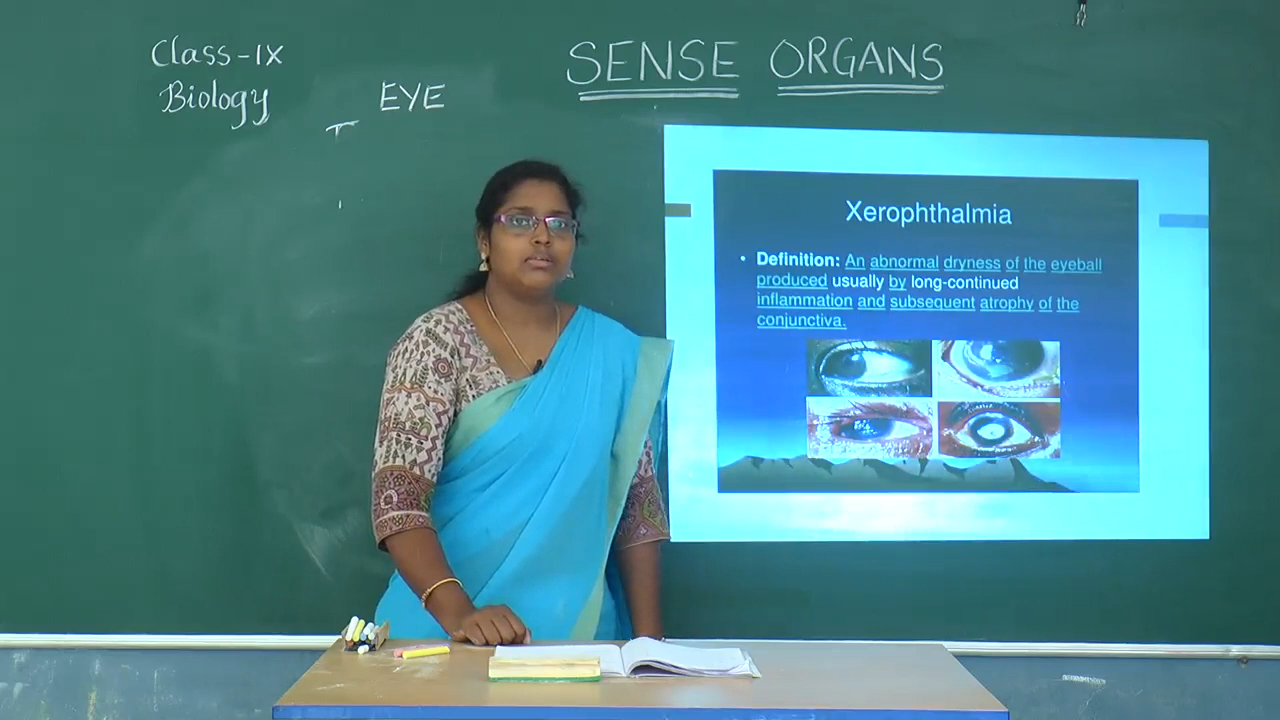 Class-IX
Biology
EYE
SENSE ORGANS
Xerophthalmia
• Definition: An abnormal dryness of the eyeball
produced usually by long-continued
inflammation and subsequent atrophy of the
conjunctiva.